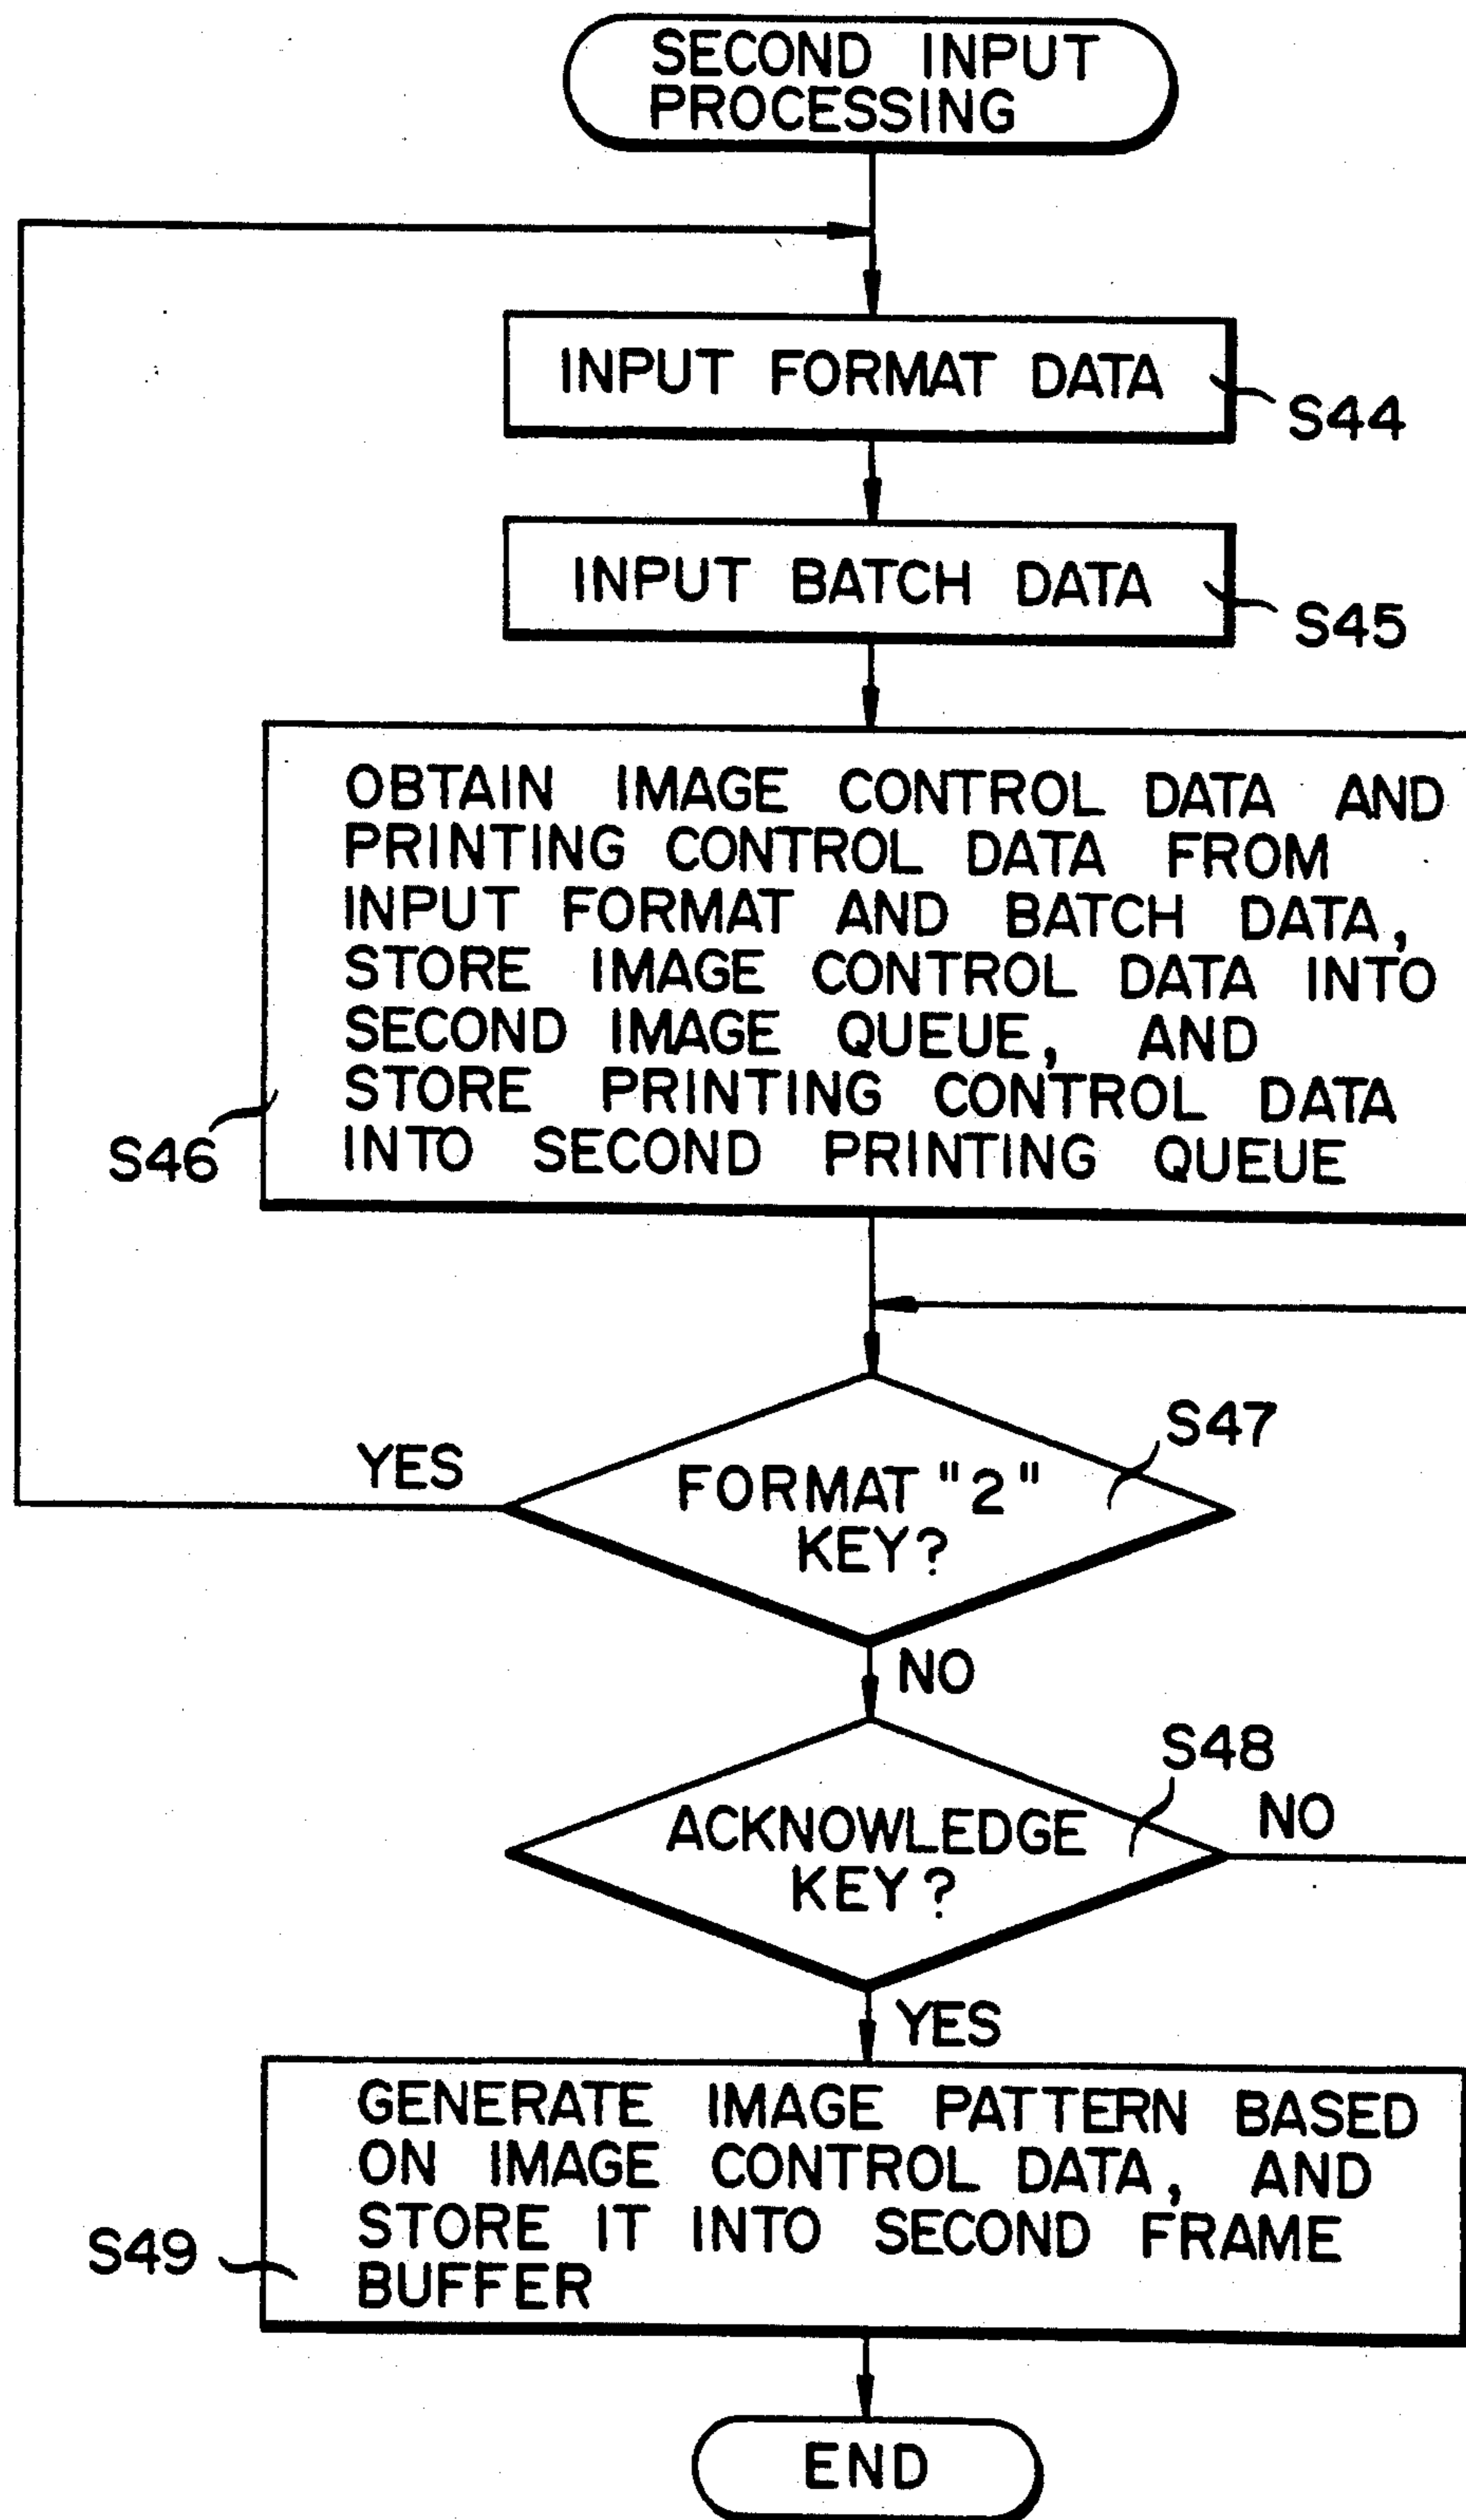 SECOND INPUT
PROCESSING
INPUT FORMAT DATA
S44
INPUT BATCH DATA
S45
OBTAIN IMAGE CONTROL DATA AND
PRINTING CONTROL DATA FROM
INPUT FORMAT AND BATCH DATA,
STORE IMAGE CONTROL DATA INTO
SECOND IMAGE QUEUE, AND
STORE PRINTING CONTROL DATA
INTO SECOND PRINTING QUEUE
S46
S47
YES
FORMAT "2"
KEY?
NO
S48
NO
ACKNOWLEDGE
KEY?
YES
GENERATE IMAGE PATTERN BASED
ON IMAGE CONTROL DATA, AND
STORE IT INTO SECOND FRAME
BUFFER
S49
END